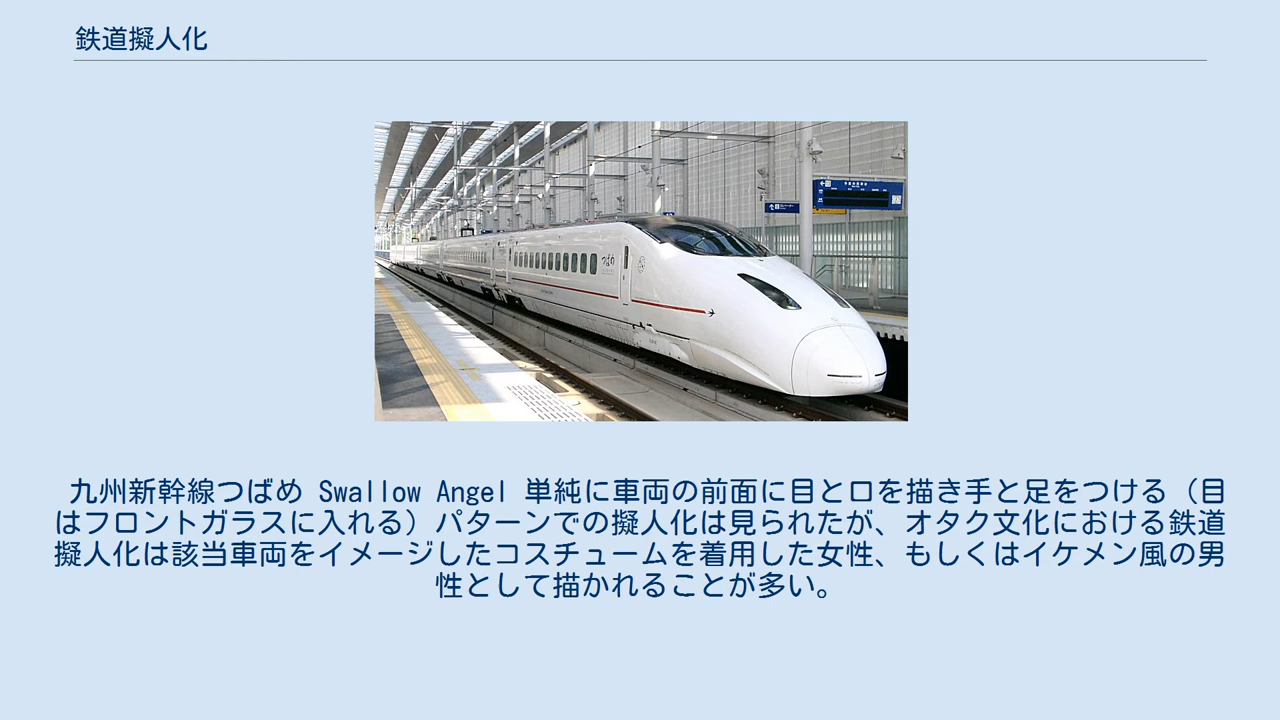 鉄道擬人化
つばめ
九州新幹線つばめ Swallow Angel 単純に車両の前面に目と口を描き手と足をつける（目
はフロントガラスに入れる）パターンでの擬人化は見られたが、オタク文化における鉄道
擬人化は該当車両をイメージしたコスチュームを着用した女性、もしくはイケメン風の男
性として描かれることが多い。